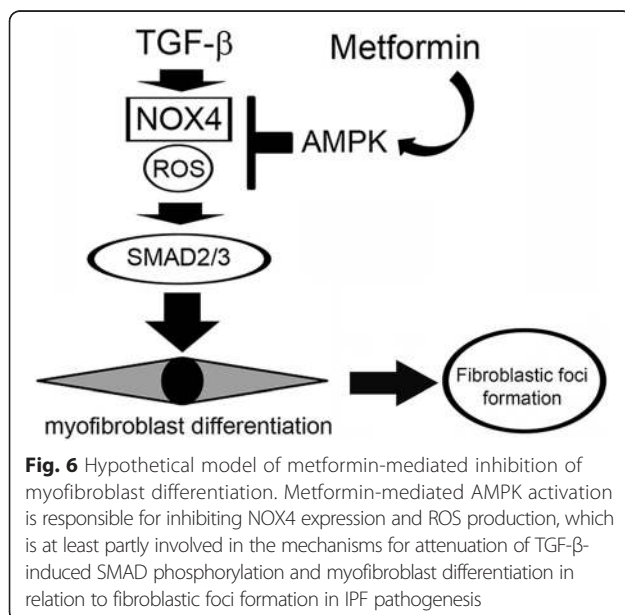 TGF-β
Metformin
NOX4
AMPK
ROS
SMAD2/3
Fibroblastic foci
formation
myofibroblast differentiation
Fig. 6 Hypothetical model of metformin-mediated inhibition of
myofibroblast differentiation. Metformin-mediated AMPK activation
is responsible for inhibiting NOX4 expression and ROS production, which
is at least partly involved in the mechanisms for attenuation of TGF-β-
induced SMAD phosphorylation and myofibroblast differentiation in
relation to fibroblastic foci formation in IPF pathogenesis